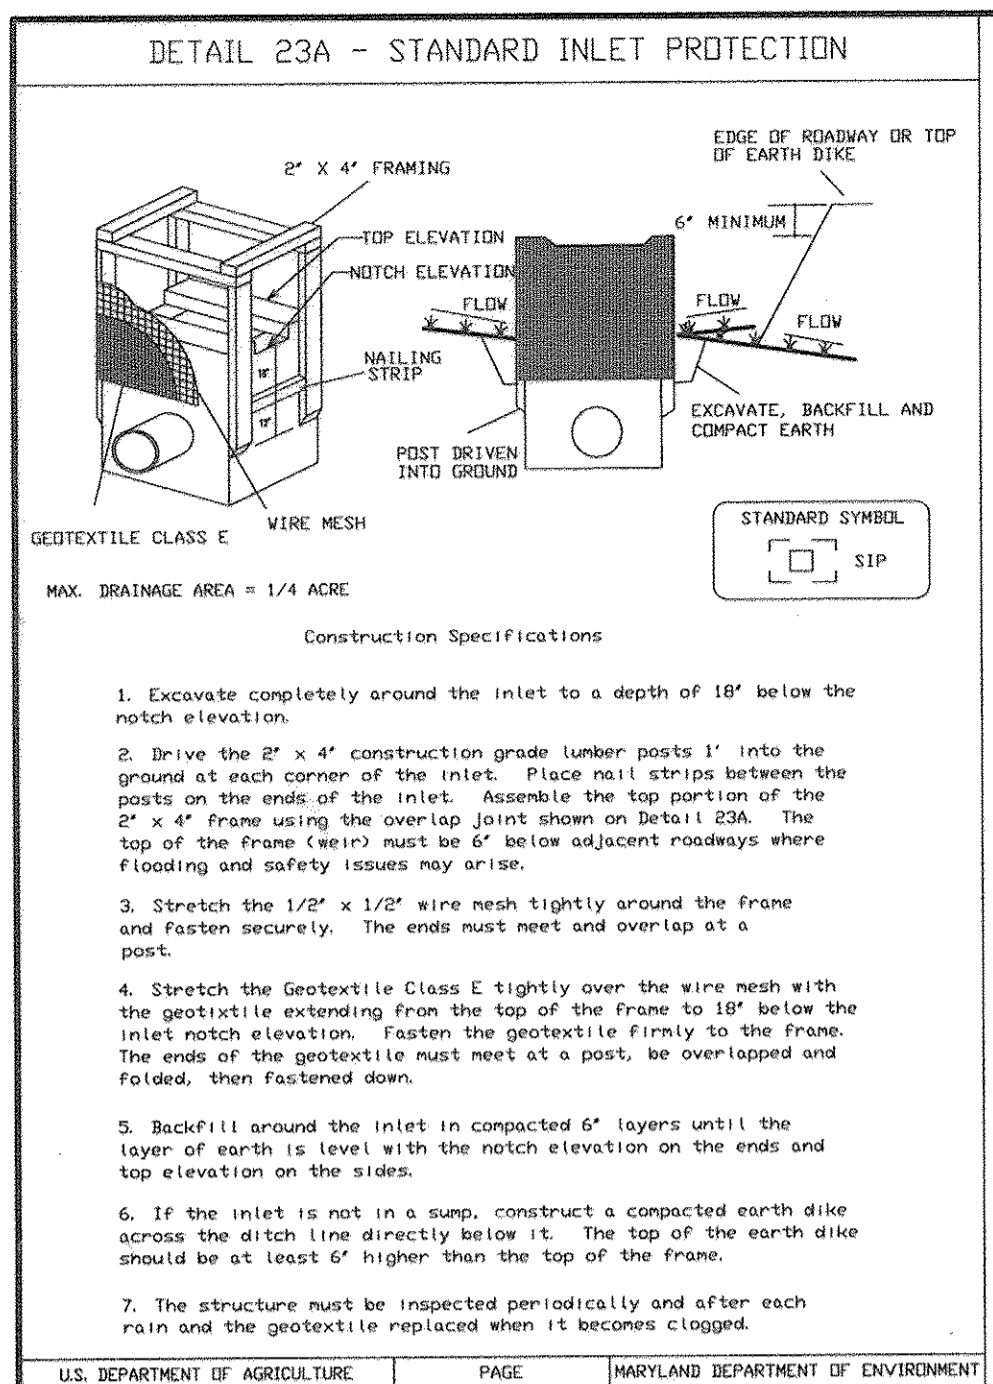 DETAIL 23A - STANDARD INLET PROTECTION
EDGE OF ROADWAY OR TOP
OF EARTH DIKE
2" X 4" FRAMING
6" MINIMUM
TOP ELEVATION
NOTCH ELEVATION
FLOW
FLOW
FLOW
NAILING
STRIP
18"
12"
EXCAVATE, BACKFILL AND
COMPACT EARTH
POST DRIVEN
INTO GROUND
WIRE MESH
GEOTEXTILE CLASS E
STANDARD SYMBOL
SIP
MAX. DRAINAGE AREA = 1/4 ACRE
Construction Specifications
1. Excavate completely around the inlet to a depth of 18" below the
notch elevation.
2. Drive the 2" x 4" construction grade lumber posts 1' into the
ground at each corner of the inlet. Place nail strips between the
posts on the ends of the inlet. Assemble the top portion of the
2" x 4" frame using the overlap joint shown on Detail 23A. The
top of the frame (weir) must be 6" below adjacent roadways where
flooding and safety issues may arise.
3. Stretch the 1/2" x 1/2" wire mesh tightly around the frame
and fasten securely. The ends must meet and overlap at a
post.
4. Stretch the Geotextile Class E tightly over the wire mesh with
the geotixtile extending from the top of the frame to 18" below the
inlet notch elevation. Fasten the geotextile firmly to the frame.
The ends of the geotextile must meet at a post, be overlapped and
folded, then fastened down.
5. Backfill around the inlet in compacted 6" layers until the
layer of earth is level with the notch elevation on the ends and
top elevation on the sides.
6. If the inlet is not in a sump, construct a compacted earth dike
across the ditch line directly below it. The top of the earth dike
should be at least 6" higher than the top of the frame.
7. The structure must be inspected periodically and after each
rain and the geotextile replaced when it becomes clogged.
U.S. DEPARTMENT OF AGRICULTURE
PAGE
MARYLAND DEPARTMENT OF ENVIRONMENT